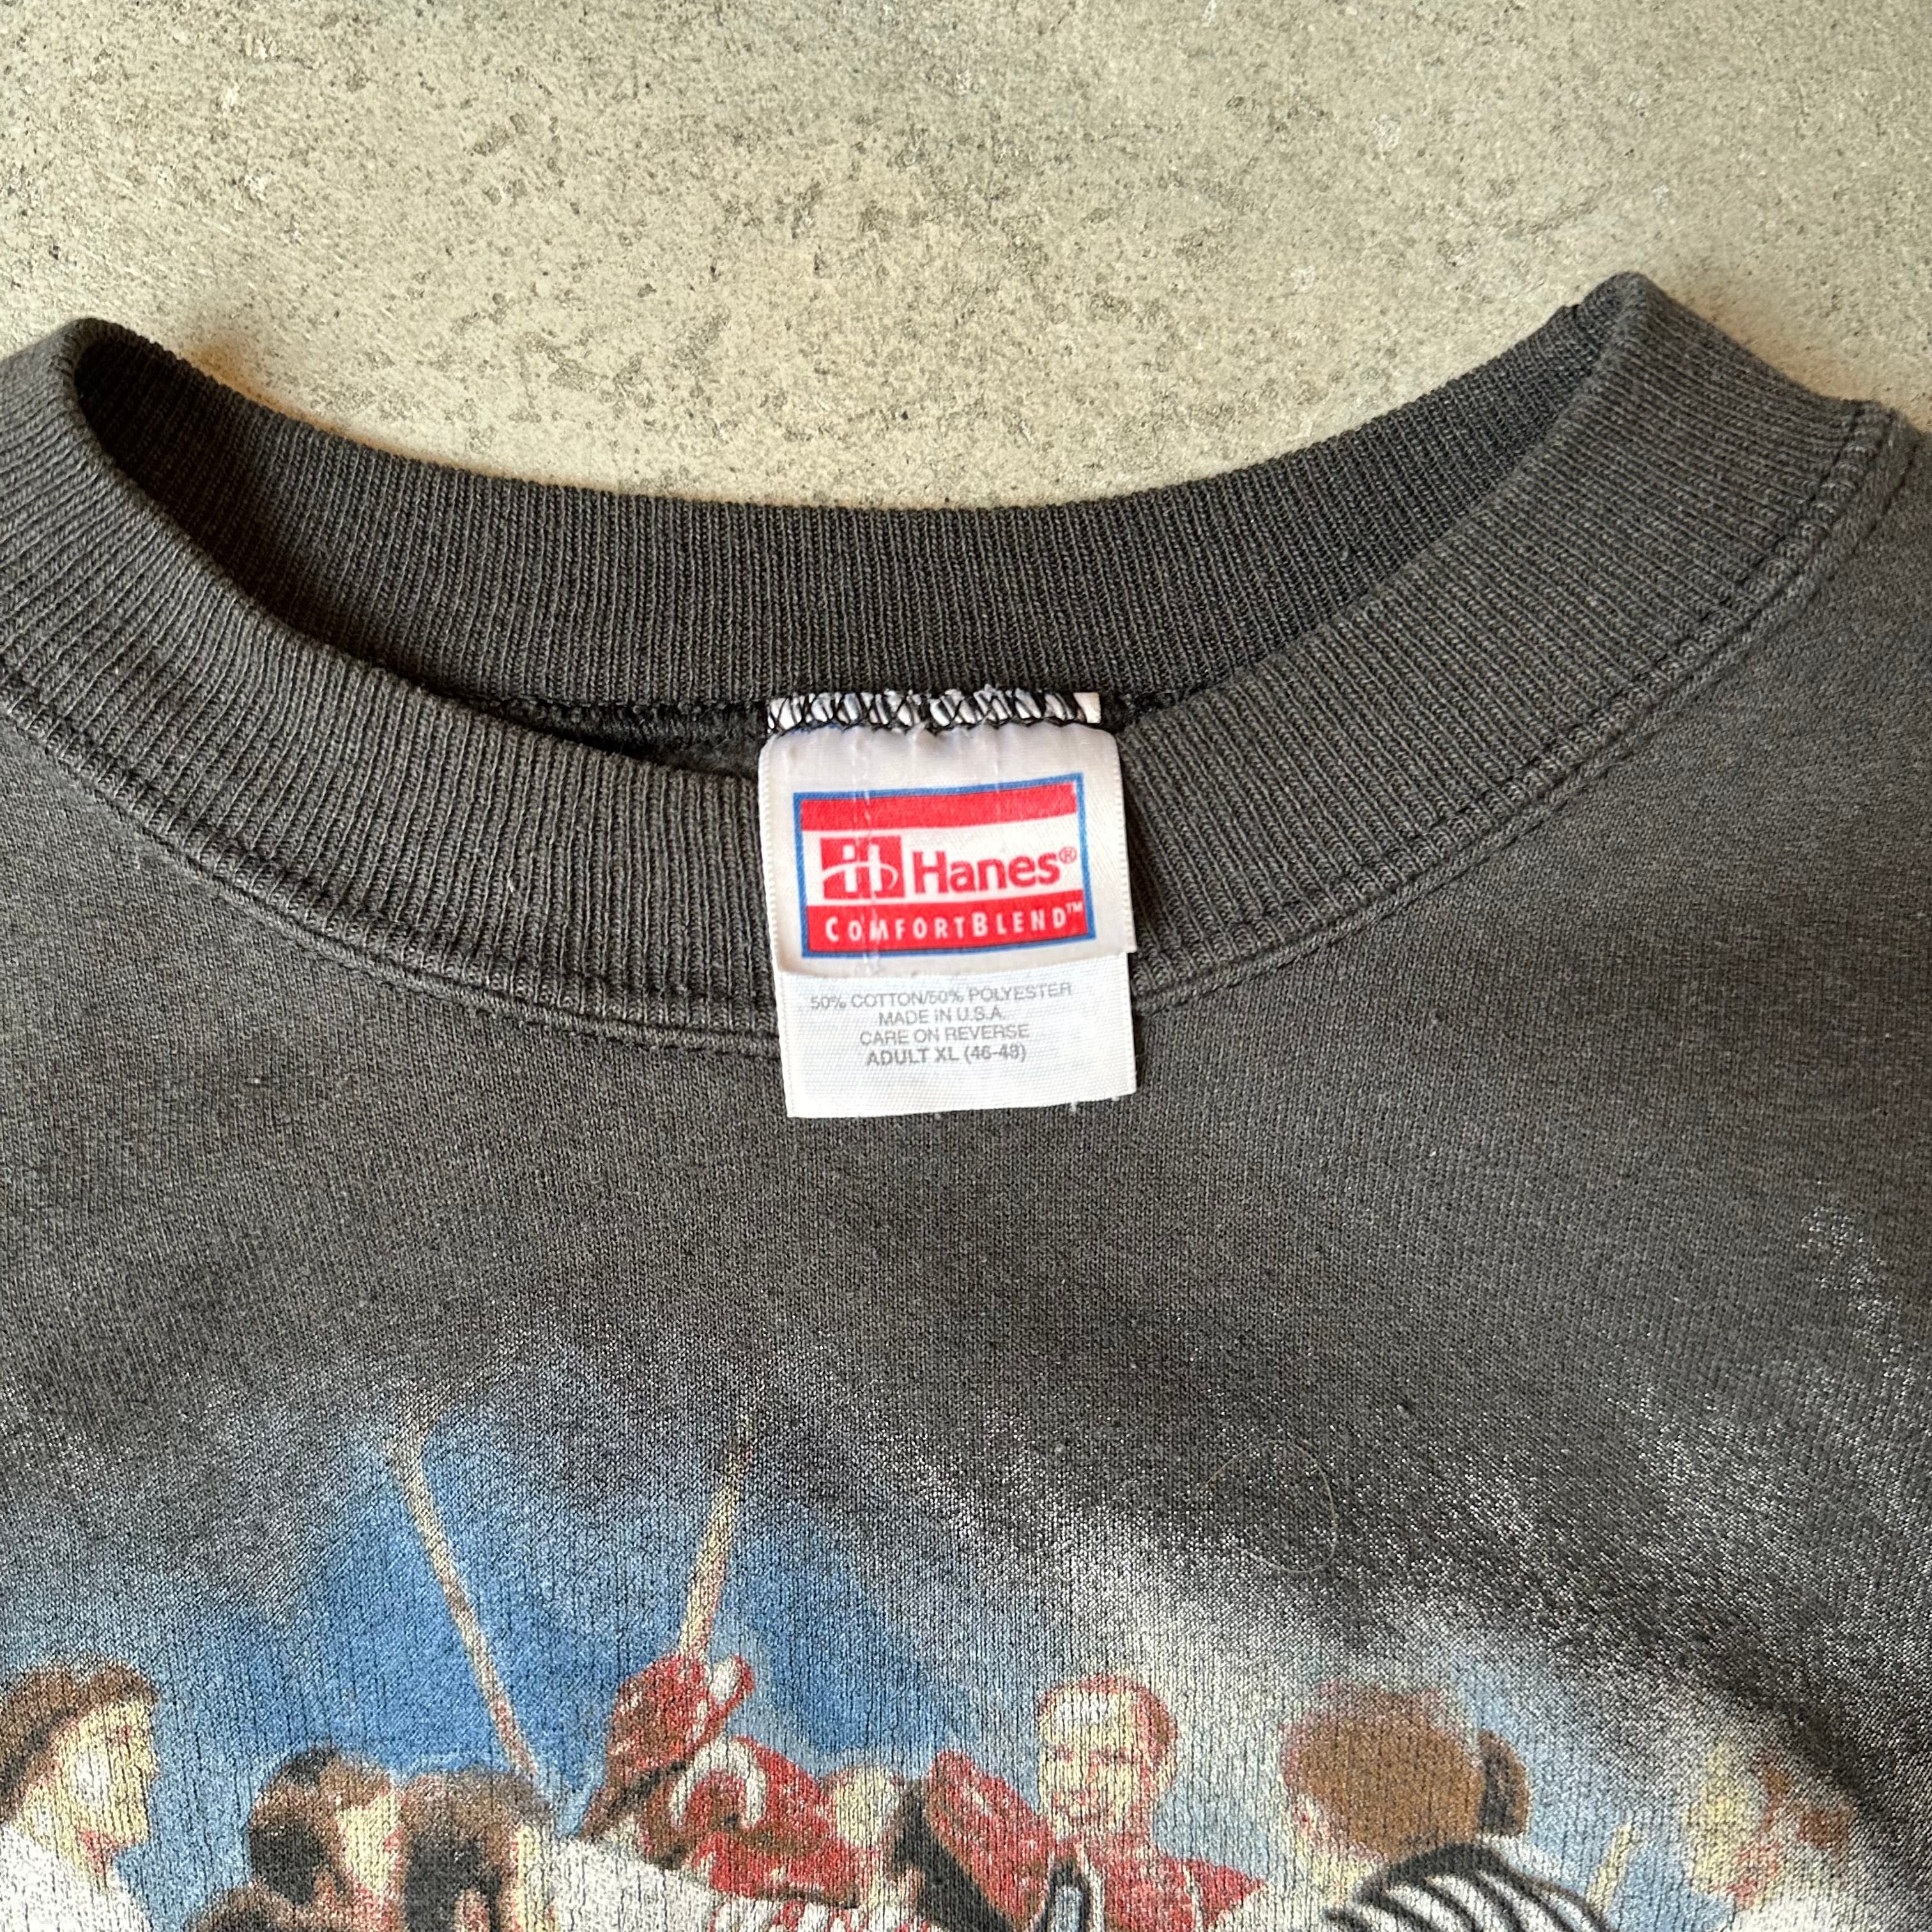 Hanes®
COMFORTBLEND™
50% COTTON/50% POLYESTER
MADE IN U.S.A.
CARE ON REVERSE
ADULT XL (46-48)